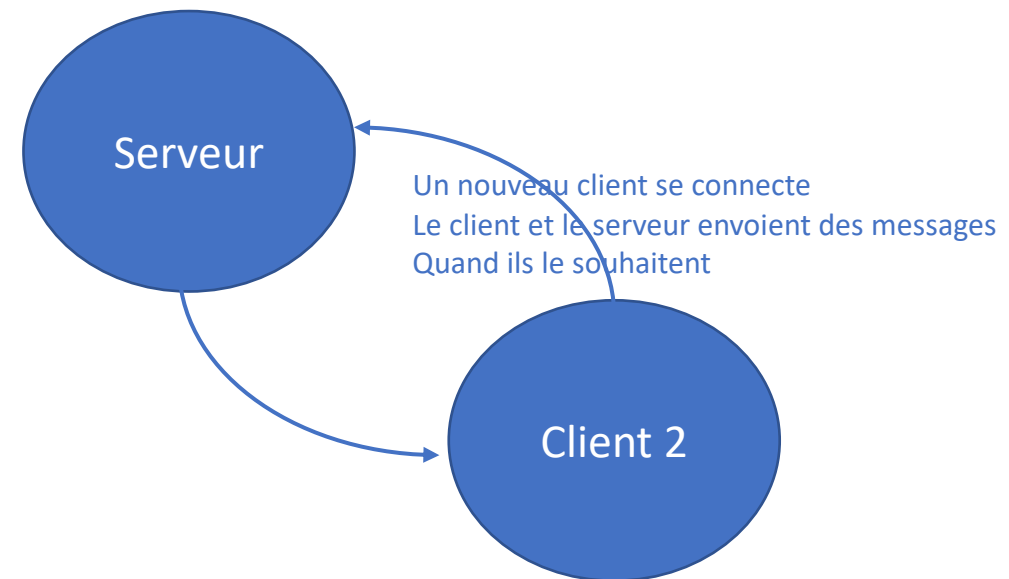 Serveur
Un nouveau client se connecte
Le client et le serveur envoient des messages
Quand ils le souhaitent
Client 2